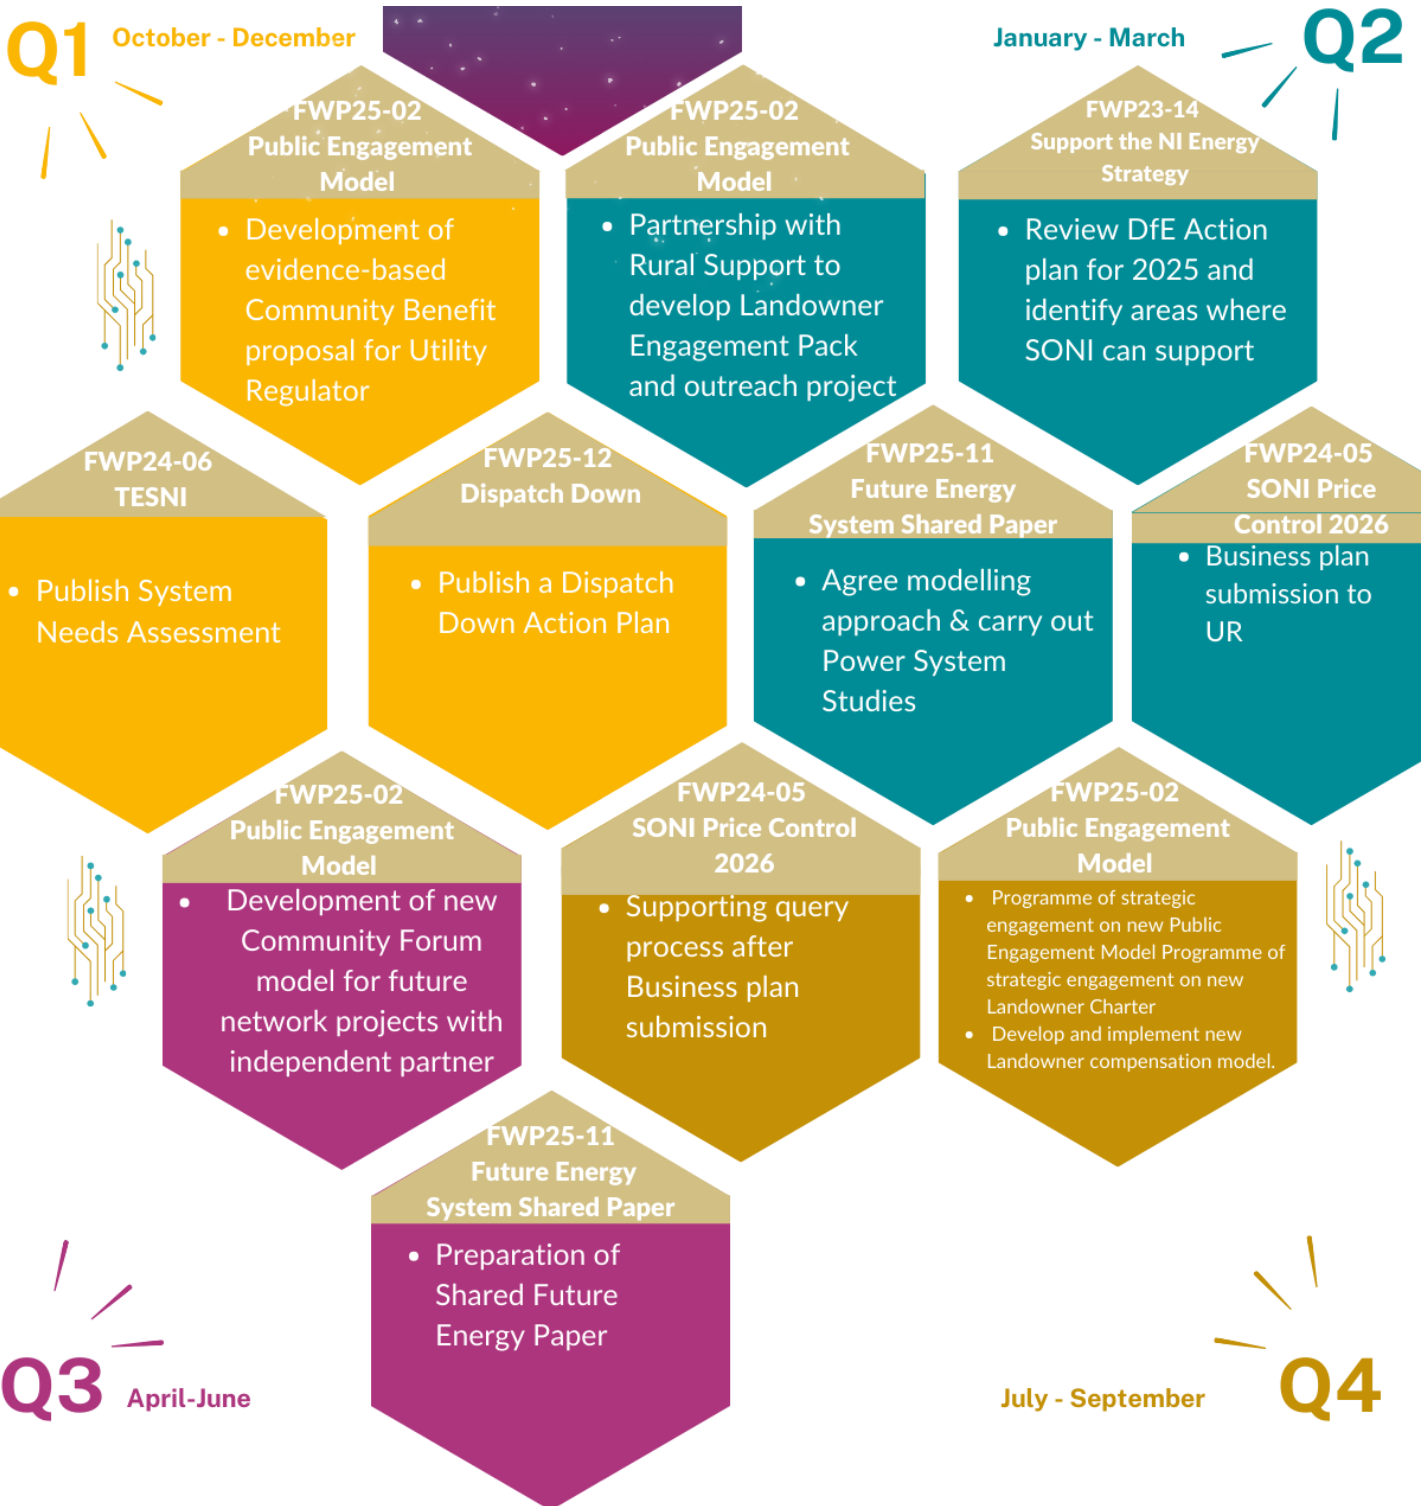 Q1
October - December
January - March
Q2
FWP25-02
Public Engagement
Model
• Development of
evidence-based
Community Benefit
proposal for Utility
Regulator
FWP25-02
Public Engagement
Model
• Partnership with
Rural Support to
develop Landowner
Engagement Pack
and outreach project
FWP23-14
Support the NI Energy
Strategy
• Review DfE Action
plan for 2025 and
identify areas where
SONI can support
FWP24-06
TESNI
• Publish System
Needs Assessment
FWP25-12
Dispatch Down
• Publish a Dispatch
Down Action Plan
FWP25-11
Future Energy
System Shared Paper
• Agree modelling
approach & carry out
Power System
Studies
FWP24-05
SONI Price
Control 2026
• Business plan
submission to
UR
FWP25-02
Public Engagement
Model
• Development of new
Community Forum
model for future
network projects with
independent partner
FWP24-05
SONI Price Control
2026
• Supporting query
process after
Business plan
submission
FWP25-02
Public Engagement
Model
• Programme of strategic
engagement on new Public
Engagement Model Programme of
strategic engagement on new
Landowner Charter
• Develop and implement new
Landowner compensation model.
FWP25-11
Future Energy
System Shared Paper
• Preparation of
Shared Future
Energy Paper
Q3
April-June
July - September
Q4